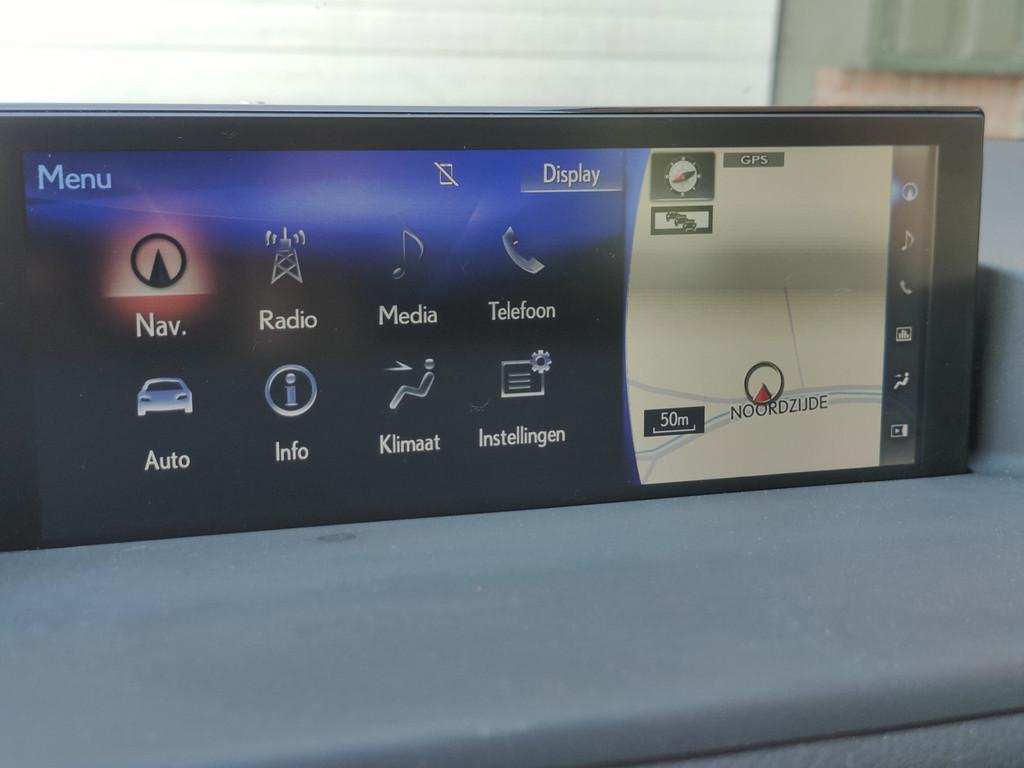 Menu
Display
GPS
Nav.
Radio
Media
Telefoon
Auto
Info
Klimaat
Instellingen
50m
NOORDZIJDE